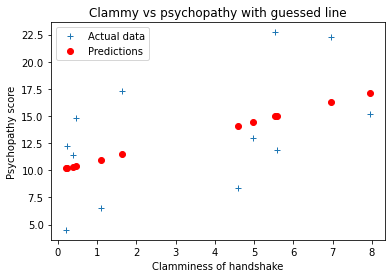 Clammy vs psychopathy with guessed line
Actual data
Predictions
Psychopathy score
22.5
20.0
17.5
15.0
12.5
10.0
7.5
5.0
0 1 2 3 4 5 6 7 8
Clamminess of handshake